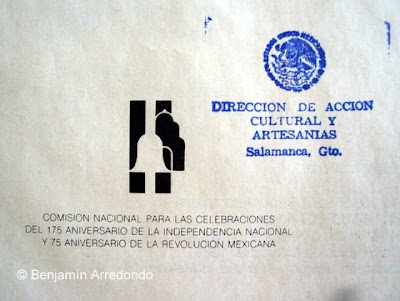 DIRECCION DE ACCION
CULTURAL Y
ARTESANIAS
Salamanca, Gto.
COMISION NACIONAL PARA LAS CELEBRACIONES
DEL 175 ANIVERSARIO DE LA INDEPENDENCIA NACIONAL
Y 75 ANIVERSARIO DE LA REVOLUCION MEXICANA
© Benjamín Arredondo